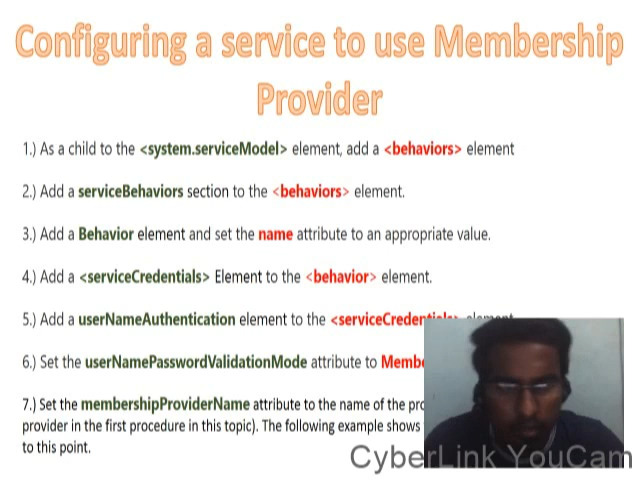 Configuring a service to use Membership
Provider
1.) As a child to the <system.serviceModel> element, add a <behaviors> element
2.) Add a serviceBehaviors section to the <behaviors> element.
3.) Add a Behavior element and set the name attribute to an appropriate value.
4.) Add a <serviceCredentials> Element to the <behavior> element.
5.) Add a userNameAuthentication element to the <serviceCredentials> element
6.) Set the userNamePasswordValidationMode attribute to
7.) Set the membershipProviderName attribute to the name of the
provider in the first procedure in this topic). The following example shows
to this point.
CyberLink YouCam